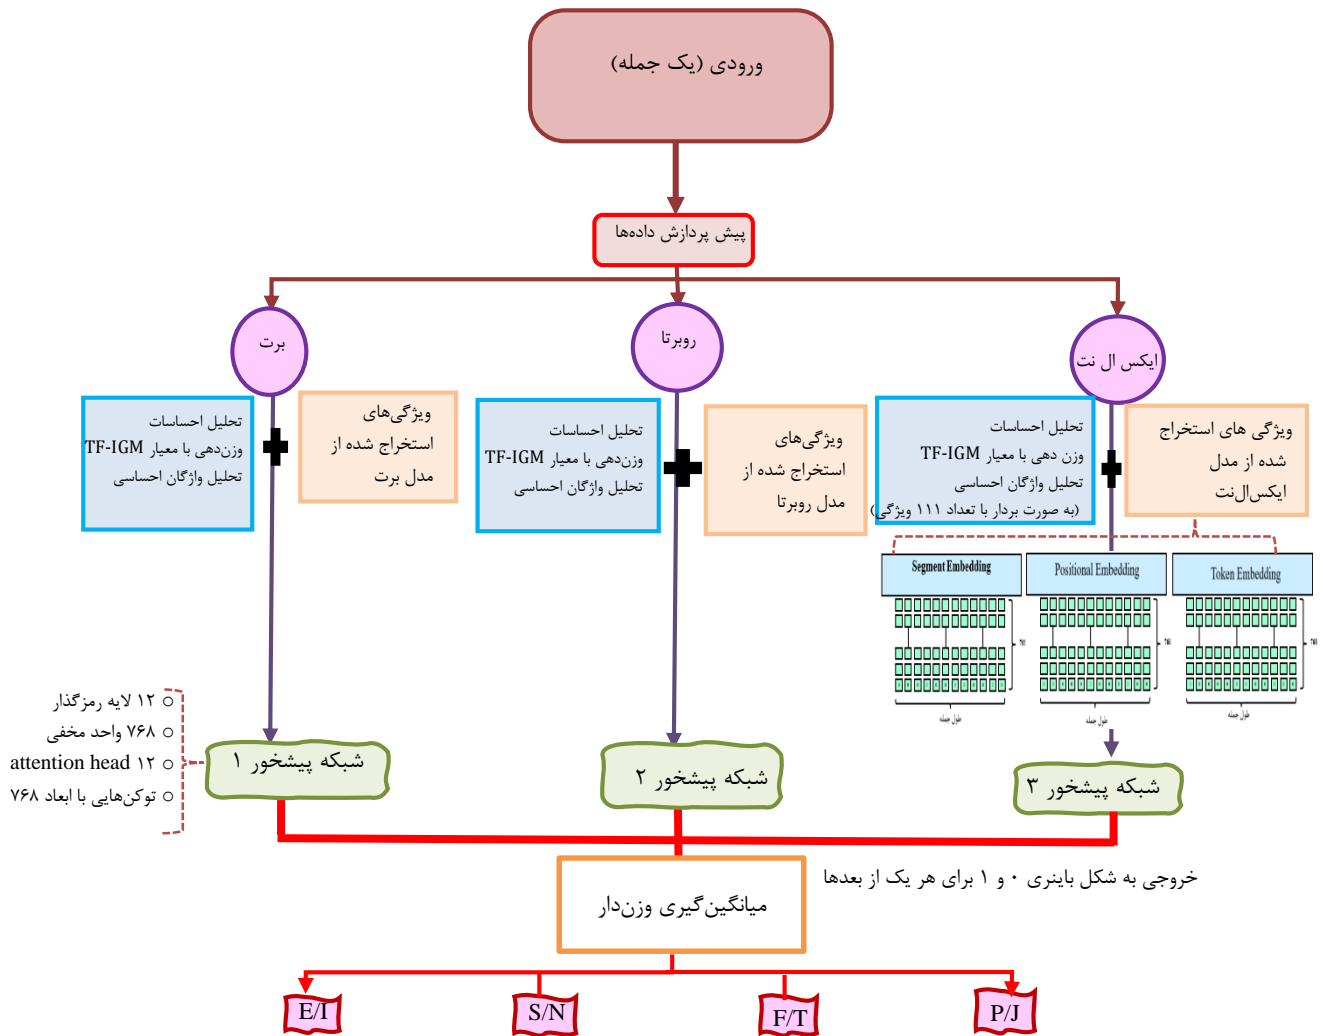 ورودی (یک جمله)
پیش پردازش داده‌ها
برت
روبرتا
ایکس ال نت
تحلیل احساسات
وزن‌دهی با معیار TF-IGM
تحلیل واژگان احساسی
ویژگی‌های
استخراج شده از
مدل برت
تحلیل احساسات
وزن‌دهی با معیار TF-IGM
تحلیل واژگان احساسی
ویژگی‌های
استخراج شده از
مدل روبرتا
تحلیل احساسات
وزن دهی با معیار TF-IGM
تحلیل واژگان احساسی
(به صورت بردار با تعداد ۱۱۱ ویژگی)
ویژگی های استخراج
شده از مدل
ایکس‌ال‌نت
Segment Embedding
Positional Embedding
Token Embedding
طول جمله
طول جمله
طول جمله
○ ۱۲ لایه رمزگذار
○ ۷۶۸ واحد مخفی
○ ۱۲ attention head
○ توکن‌هایی با ابعاد ۷۶۸
شبکه پیشخور ۱
شبکه پیشخور ۲
شبکه پیشخور ۳
خروجی به شکل باینری ۰ و ۱ برای هر یک از بعدها
میانگین‌گیری وزن‌دار
E/I
S/N
F/T
P/J